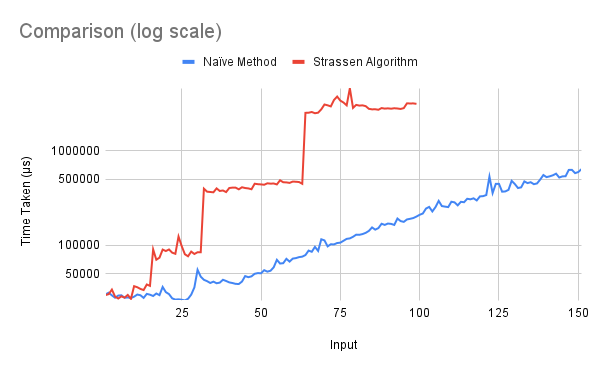 Comparison (log scale)
Naïve Method Strassen Algorithm
Time Taken (µs)
1000000
500000
100000
50000
25 50 75 100 125 150
Input